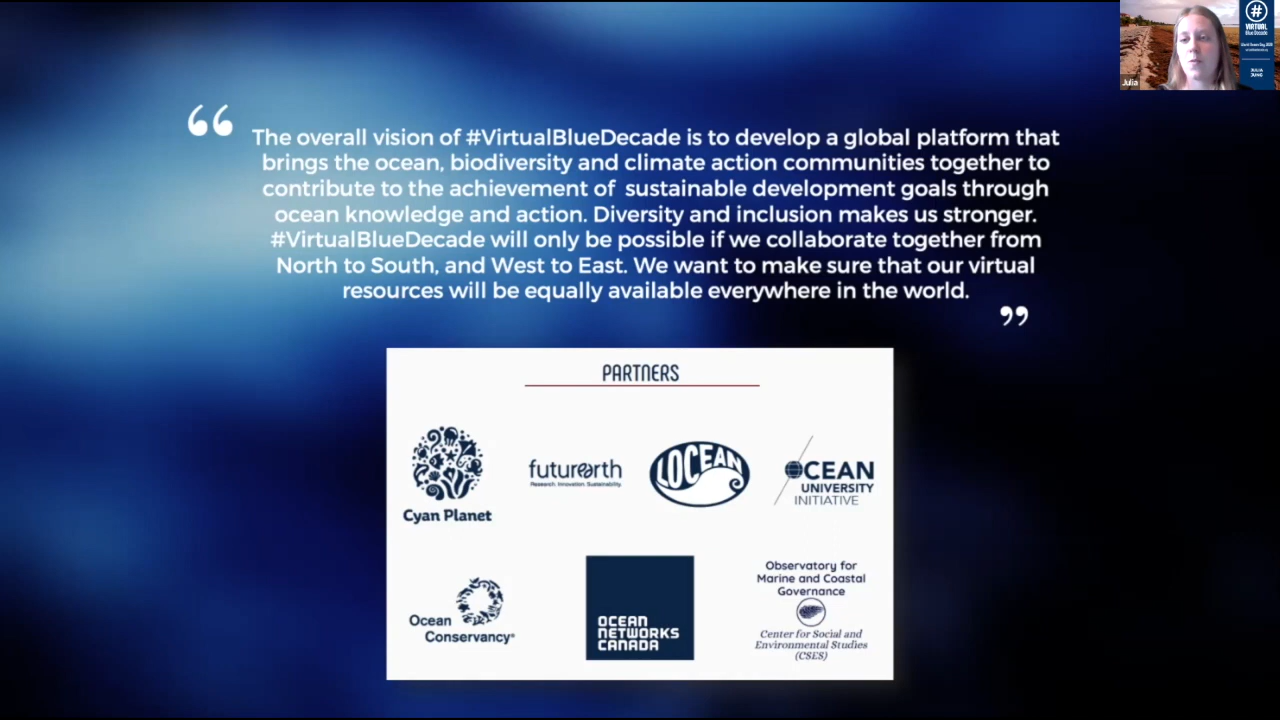 “
The overall vision of #VirtualBlueDecade is to develop a global platform that
brings the ocean, biodiversity and climate action communities together to
contribute to the achievement of sustainable development goals through
ocean knowledge and action. Diversity and inclusion makes us stronger.
#VirtualBlueDecade will only be possible if we collaborate together from
North to South, and West to East. We want to make sure that our virtual
resources will be equally available everywhere in the world.
”
PARTNERS
Cyan Planet
futurearth
Research. Innovation. Sustainability.
LOCEAN
OCEAN
UNIVERSITY
INITIATIVE
Ocean
Conservancy®
OCEAN
NETWORKS
CANADA
Observatory for
Marine and Coastal
Governance
Center for Social and
Environmental Studies
(CSES)
#
VIRTUAL
Blue Decade
JULIA
JUNG
Julia